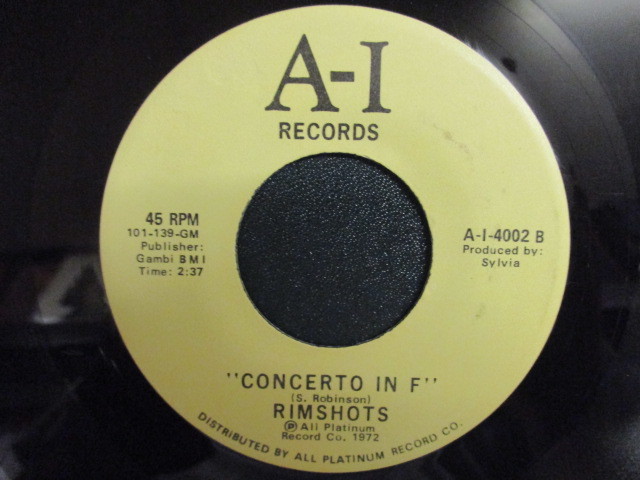 A-I
RECORDS
45 RPM
101-139-GM
Publisher:
Gambi BMI
Time: 2:37
A-I-4002 B
Produced by:
Sylvia
"CONCERTO IN F"
(S. Robinson)
RIMSHOTS
℗ All Platinum
Record Co. 1972
DISTRIBUTED BY ALL PLATINUM RECORD CO.